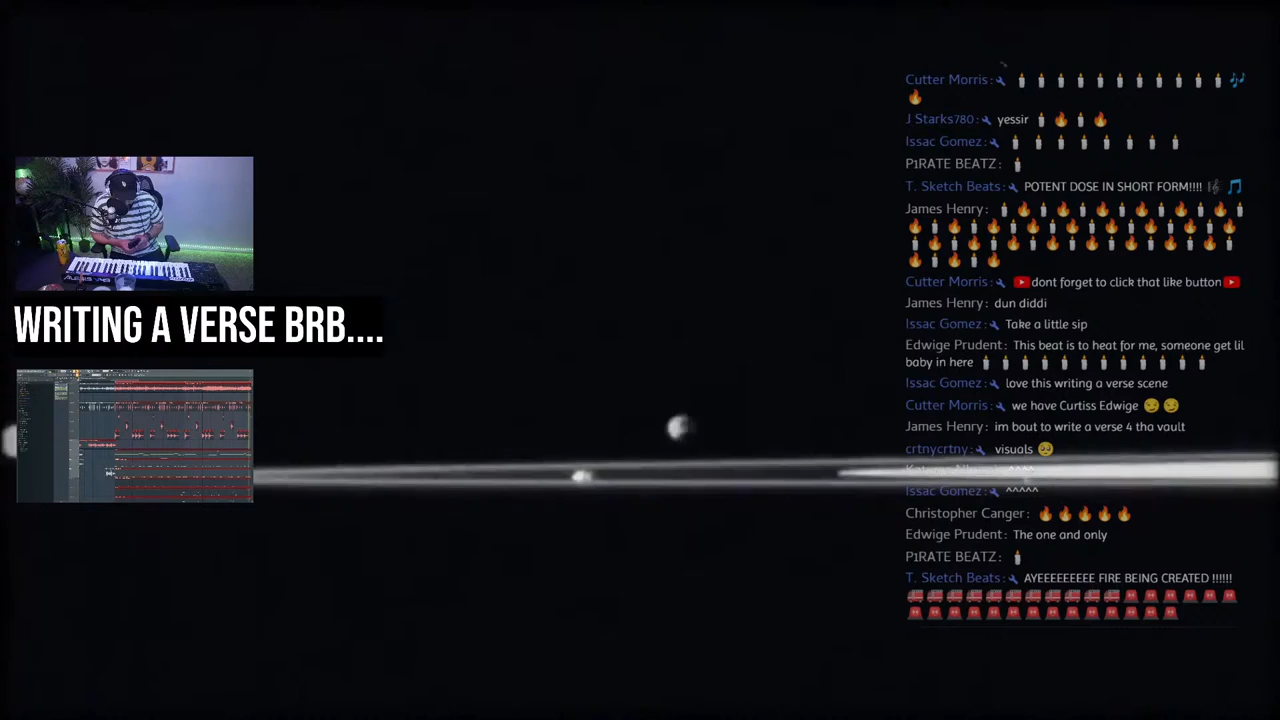 WRITING A VERSE BRB....
Cutter Morris: 🕯🕯🕯🕯🕯🕯🕯🕯🕯🕯🕯🎶
🔥
J Starks780: yessir 🕯🔥🕯🔥
Issac Gomez: 🕯🕯🕯🕯🕯🕯🕯🕯
P1RATE BEATZ: 🕯
T. Sketch Beats: POTENT DOSE IN SHORT FORM!!!! 🎼🎵
James Henry: 🕯🔥🕯🔥🕯🔥🕯🔥🕯🔥🕯🔥🕯
🔥🕯🔥🕯🔥🕯🔥🕯🔥🕯🔥🕯🔥🕯🔥🕯🔥
🕯🔥🕯🔥🕯🔥🕯🔥🕯🔥🕯🔥🕯🔥🕯🔥🕯
🔥🕯🔥🕯🔥
Cutter Morris: dont forget to click that like button
James Henry: dun diddi
Issac Gomez: Take a little sip
Edwige Prudent: This beat is to heat for me, someone get lil
baby in here 🕯🕯🕯🕯🕯🕯🕯🕯🕯🕯🕯🕯
Issac Gomez: love this writing a verse scene
Cutter Morris: we have Curtiss Edwige 😏😏
James Henry: im bout to write a verse 4 tha vault
crtnycrtny: visuals 🥺
^^^^
Issac Gomez: ^^^^^
Christopher Canger: 🔥🔥🔥🔥🔥
Edwige Prudent: The one and only
P1RATE BEATZ: 🕯
T. Sketch Beats: AYEEEEEEEEE FIRE BEING CREATED !!!!!!
🚒🚒🚒🚒🚒🚒🚒🚒🚒🚒🚒🚨🚨🚨🚨🚨🚨
🚨🚨🚨🚨🚨🚨🚨🚨🚨🚨🚨🚨🚨🚨